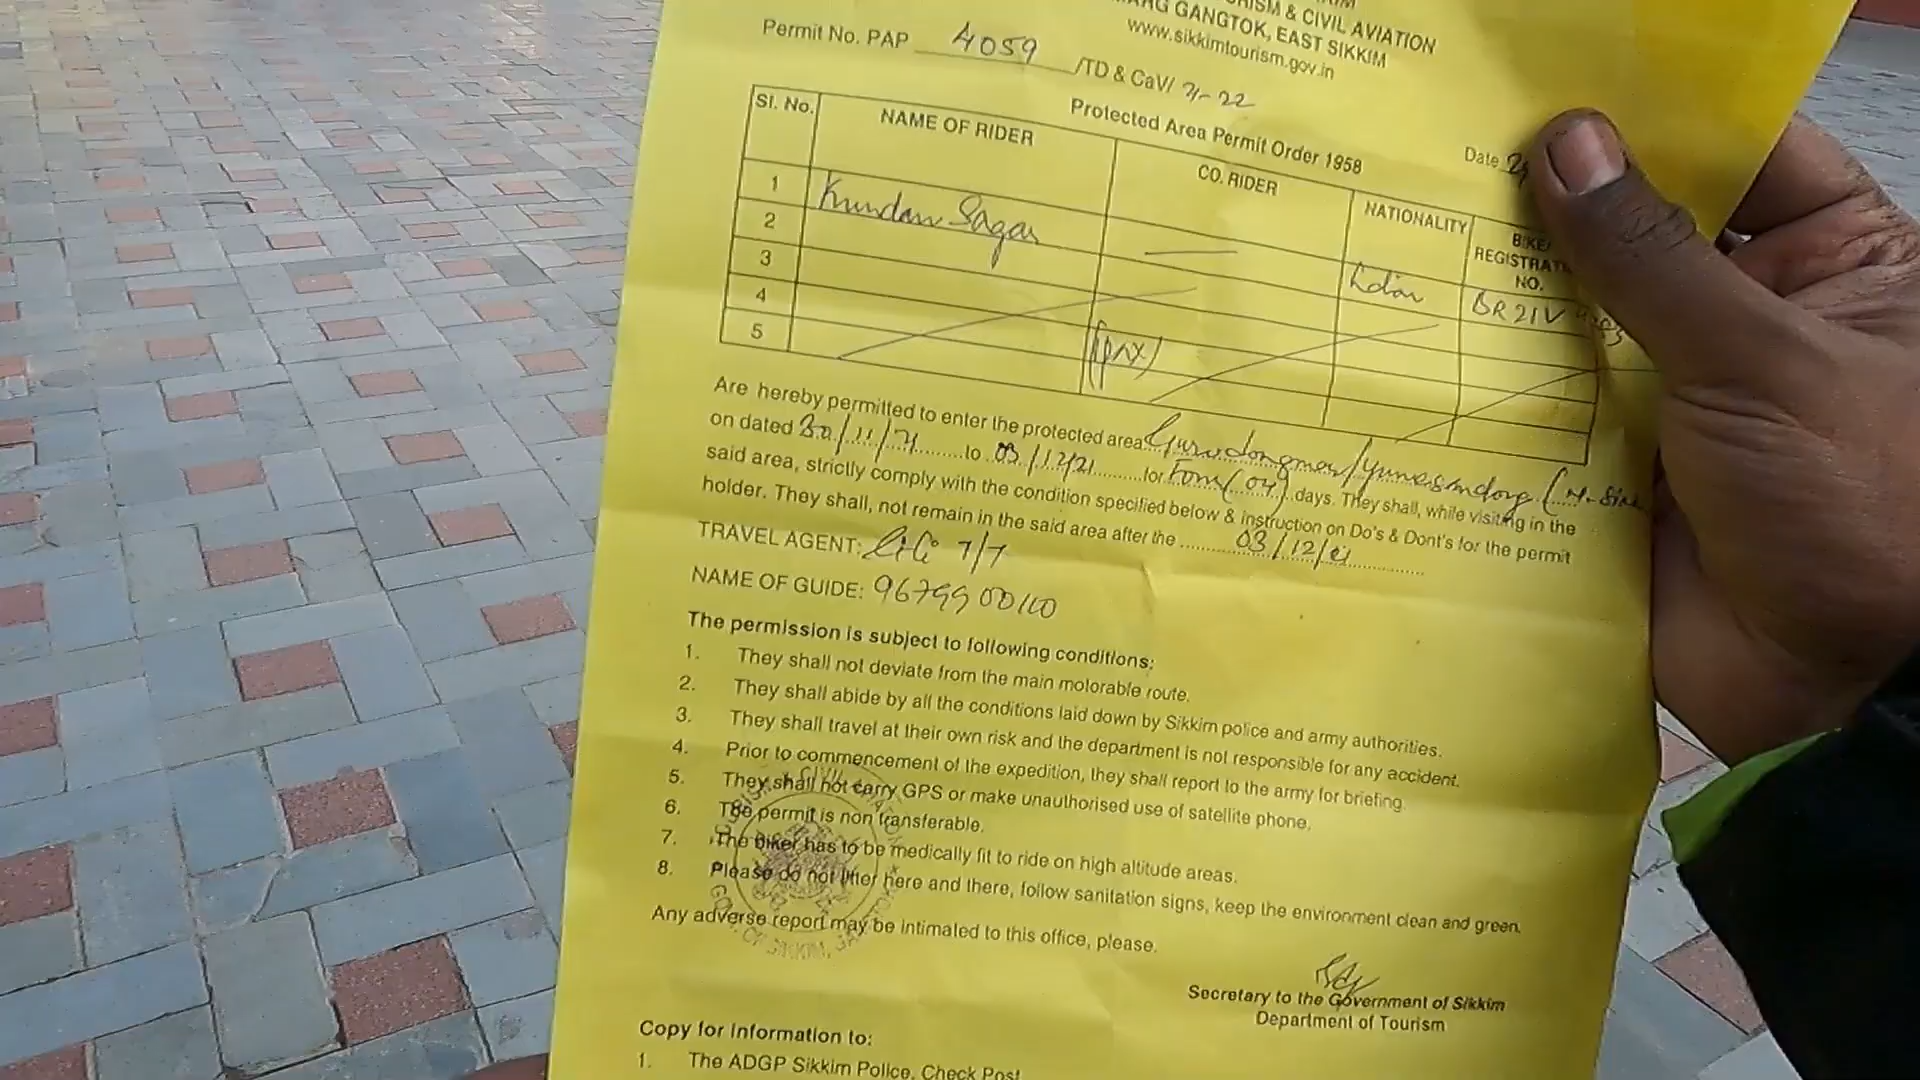 TOURISM & CIVIL AVIATION
GANGTOK, EAST SIKKIM
www.sikkimtourism.gov.in
Permit No. PAP 4059 /TD & CaV/ 21-22
Protected Area Permit Order 1958
Date
Sl. No. NAME OF RIDER CO. RIDER NATIONALITY BIKE REGISTRATION NO.
1 Kundan Sagar — Indian BR21V
2
3
4
5
Are hereby permitted to enter the protected area Gurudongmar/Yumesamdong
on dated 30/11/21 to 03/12/21 for Four (04) days. They shall, while visiting in the
said area, strictly comply with the condition specified below & instruction on Do's & Dont's for the permit
holder. They shall, not remain in the said area after the 03/12/21
TRAVEL AGENT: T/T
NAME OF GUIDE:
The permission is subject to following conditions:
1. They shall not deviate from the main motorable route.
2. They shall abide by all the conditions laid down by Sikkim police and army authorities.
3. They shall travel at their own risk and the department is not responsible for any accident.
4. Prior to commencement of the expedition, they shall report to the army for briefing.
5. They shall not carry GPS or make unauthorised use of satellite phone.
6. The permit is non transferable.
7. The Biker has to be medically fit to ride on high altitude areas.
8. Please do not litter here and there, follow sanitation signs, keep the environment clean and green.
Any adverse report may be intimated to this office, please.
Secretary to the Government of Sikkim
Department of Tourism
Copy for Information to:
1. The ADGP Sikkim Police, Check Post